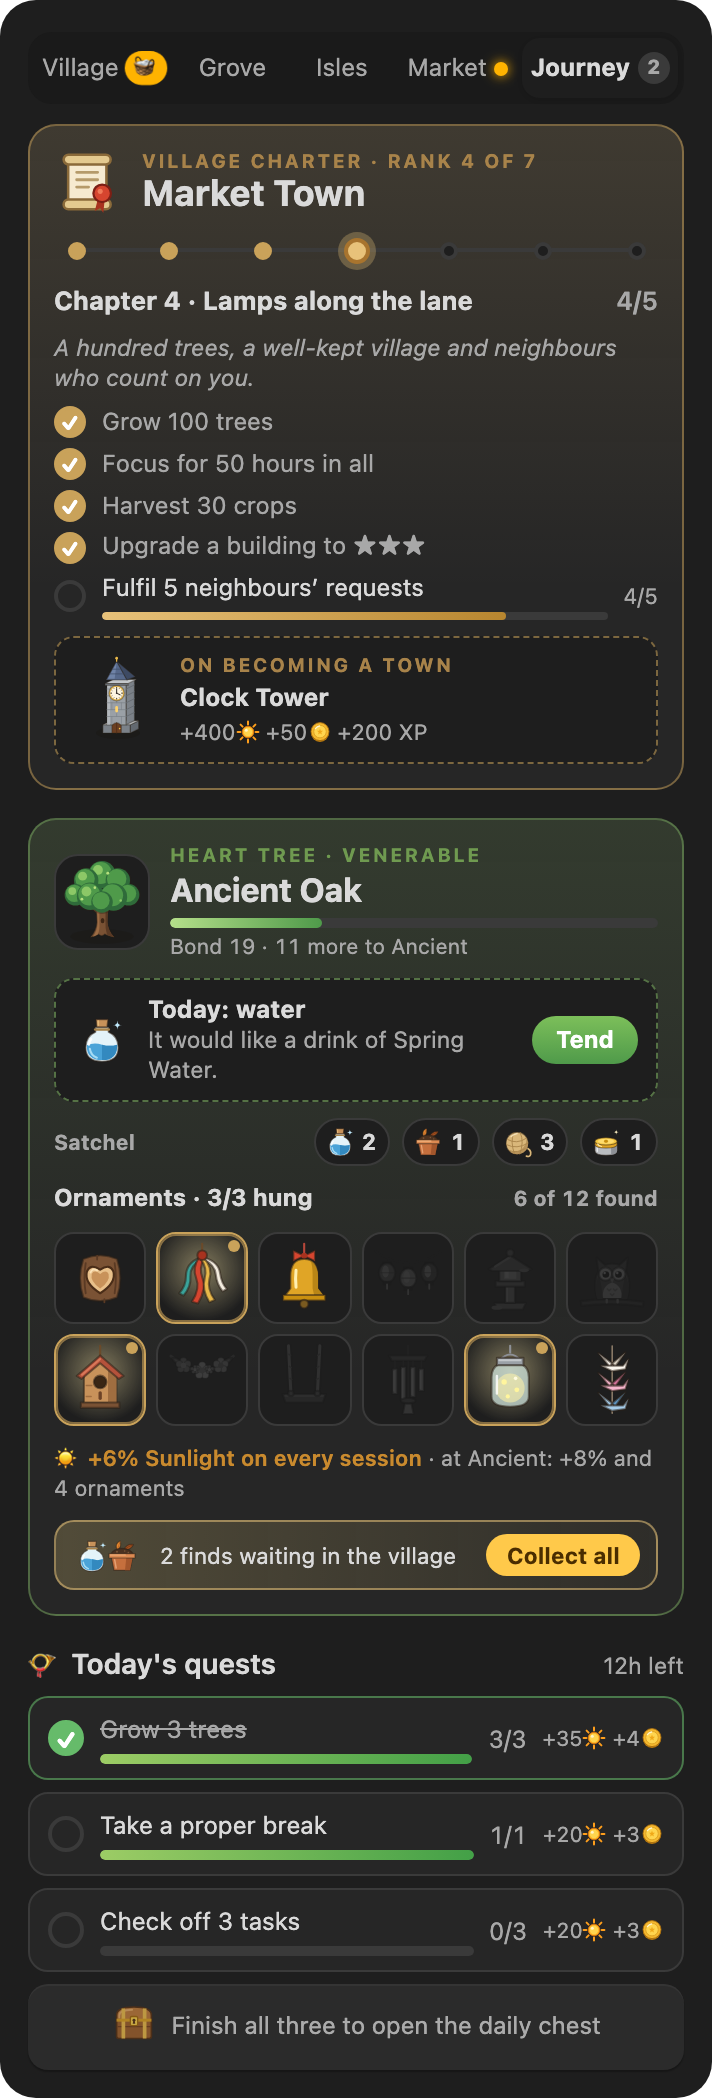 Village Grove Isles Market Journey 2
VILLAGE CHARTER · RANK 4 OF 7
Market Town
Chapter 4 · Lamps along the lane 4/5
A hundred trees, a well-kept village and neighbours
who count on you.
Grow 100 trees
Focus for 50 hours in all
Harvest 30 crops
Upgrade a building to ★★★
Fulfil 5 neighbours’ requests 4/5
ON BECOMING A TOWN
Clock Tower
+400☀️ +50🪙 +200 XP
HEART TREE · VENERABLE
Ancient Oak
Bond 19 · 11 more to Ancient
Today: water
It would like a drink of Spring
Water.
Tend
Satchel 2 1 3 1
Ornaments · 3/3 hung 6 of 12 found
☀️ +6% Sunlight on every session · at Ancient: +8% and
4 ornaments
2 finds waiting in the village Collect all
Today's quests 12h left
Grow 3 trees 3/3 +35☀️ +4🪙
Take a proper break 1/1 +20☀️ +3🪙
Check off 3 tasks 0/3 +20☀️ +3🪙
Finish all three to open the daily chest